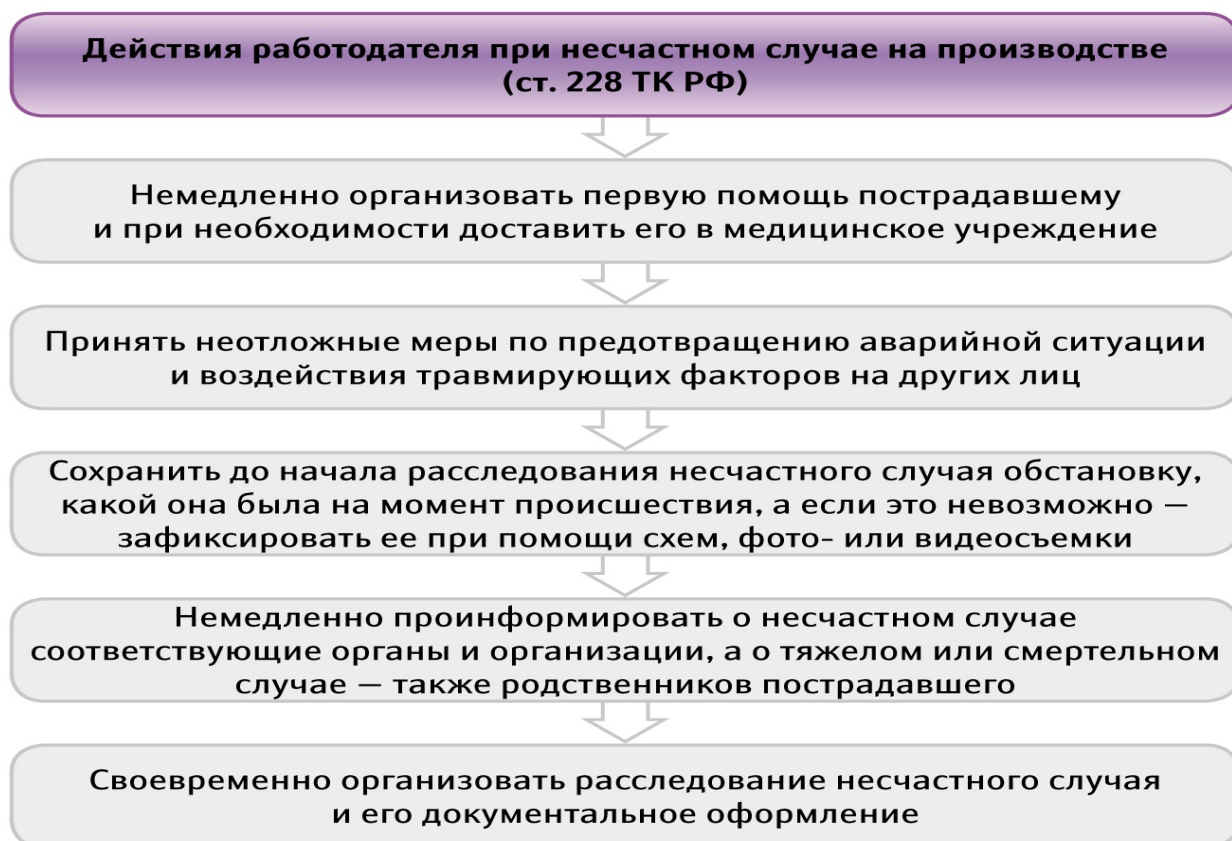 Действия работодателя при несчастном случае на производстве
(ст. 228 ТК РФ)
Немедленно организовать первую помощь пострадавшему
и при необходимости доставить его в медицинское учреждение
Принять неотложные меры по предотвращению аварийной ситуации
и воздействия травмирующих факторов на других лиц
Сохранить до начала расследования несчастного случая обстановку,
какой она была на момент происшествия, а если это невозможно —
зафиксировать ее при помощи схем, фото- или видеосъемки
Немедленно проинформировать о несчастном случае
соответствующие органы и организации, а о тяжелом или смертельном
случае — также родственников пострадавшего
Своевременно организовать расследование несчастного случая
и его документальное оформление